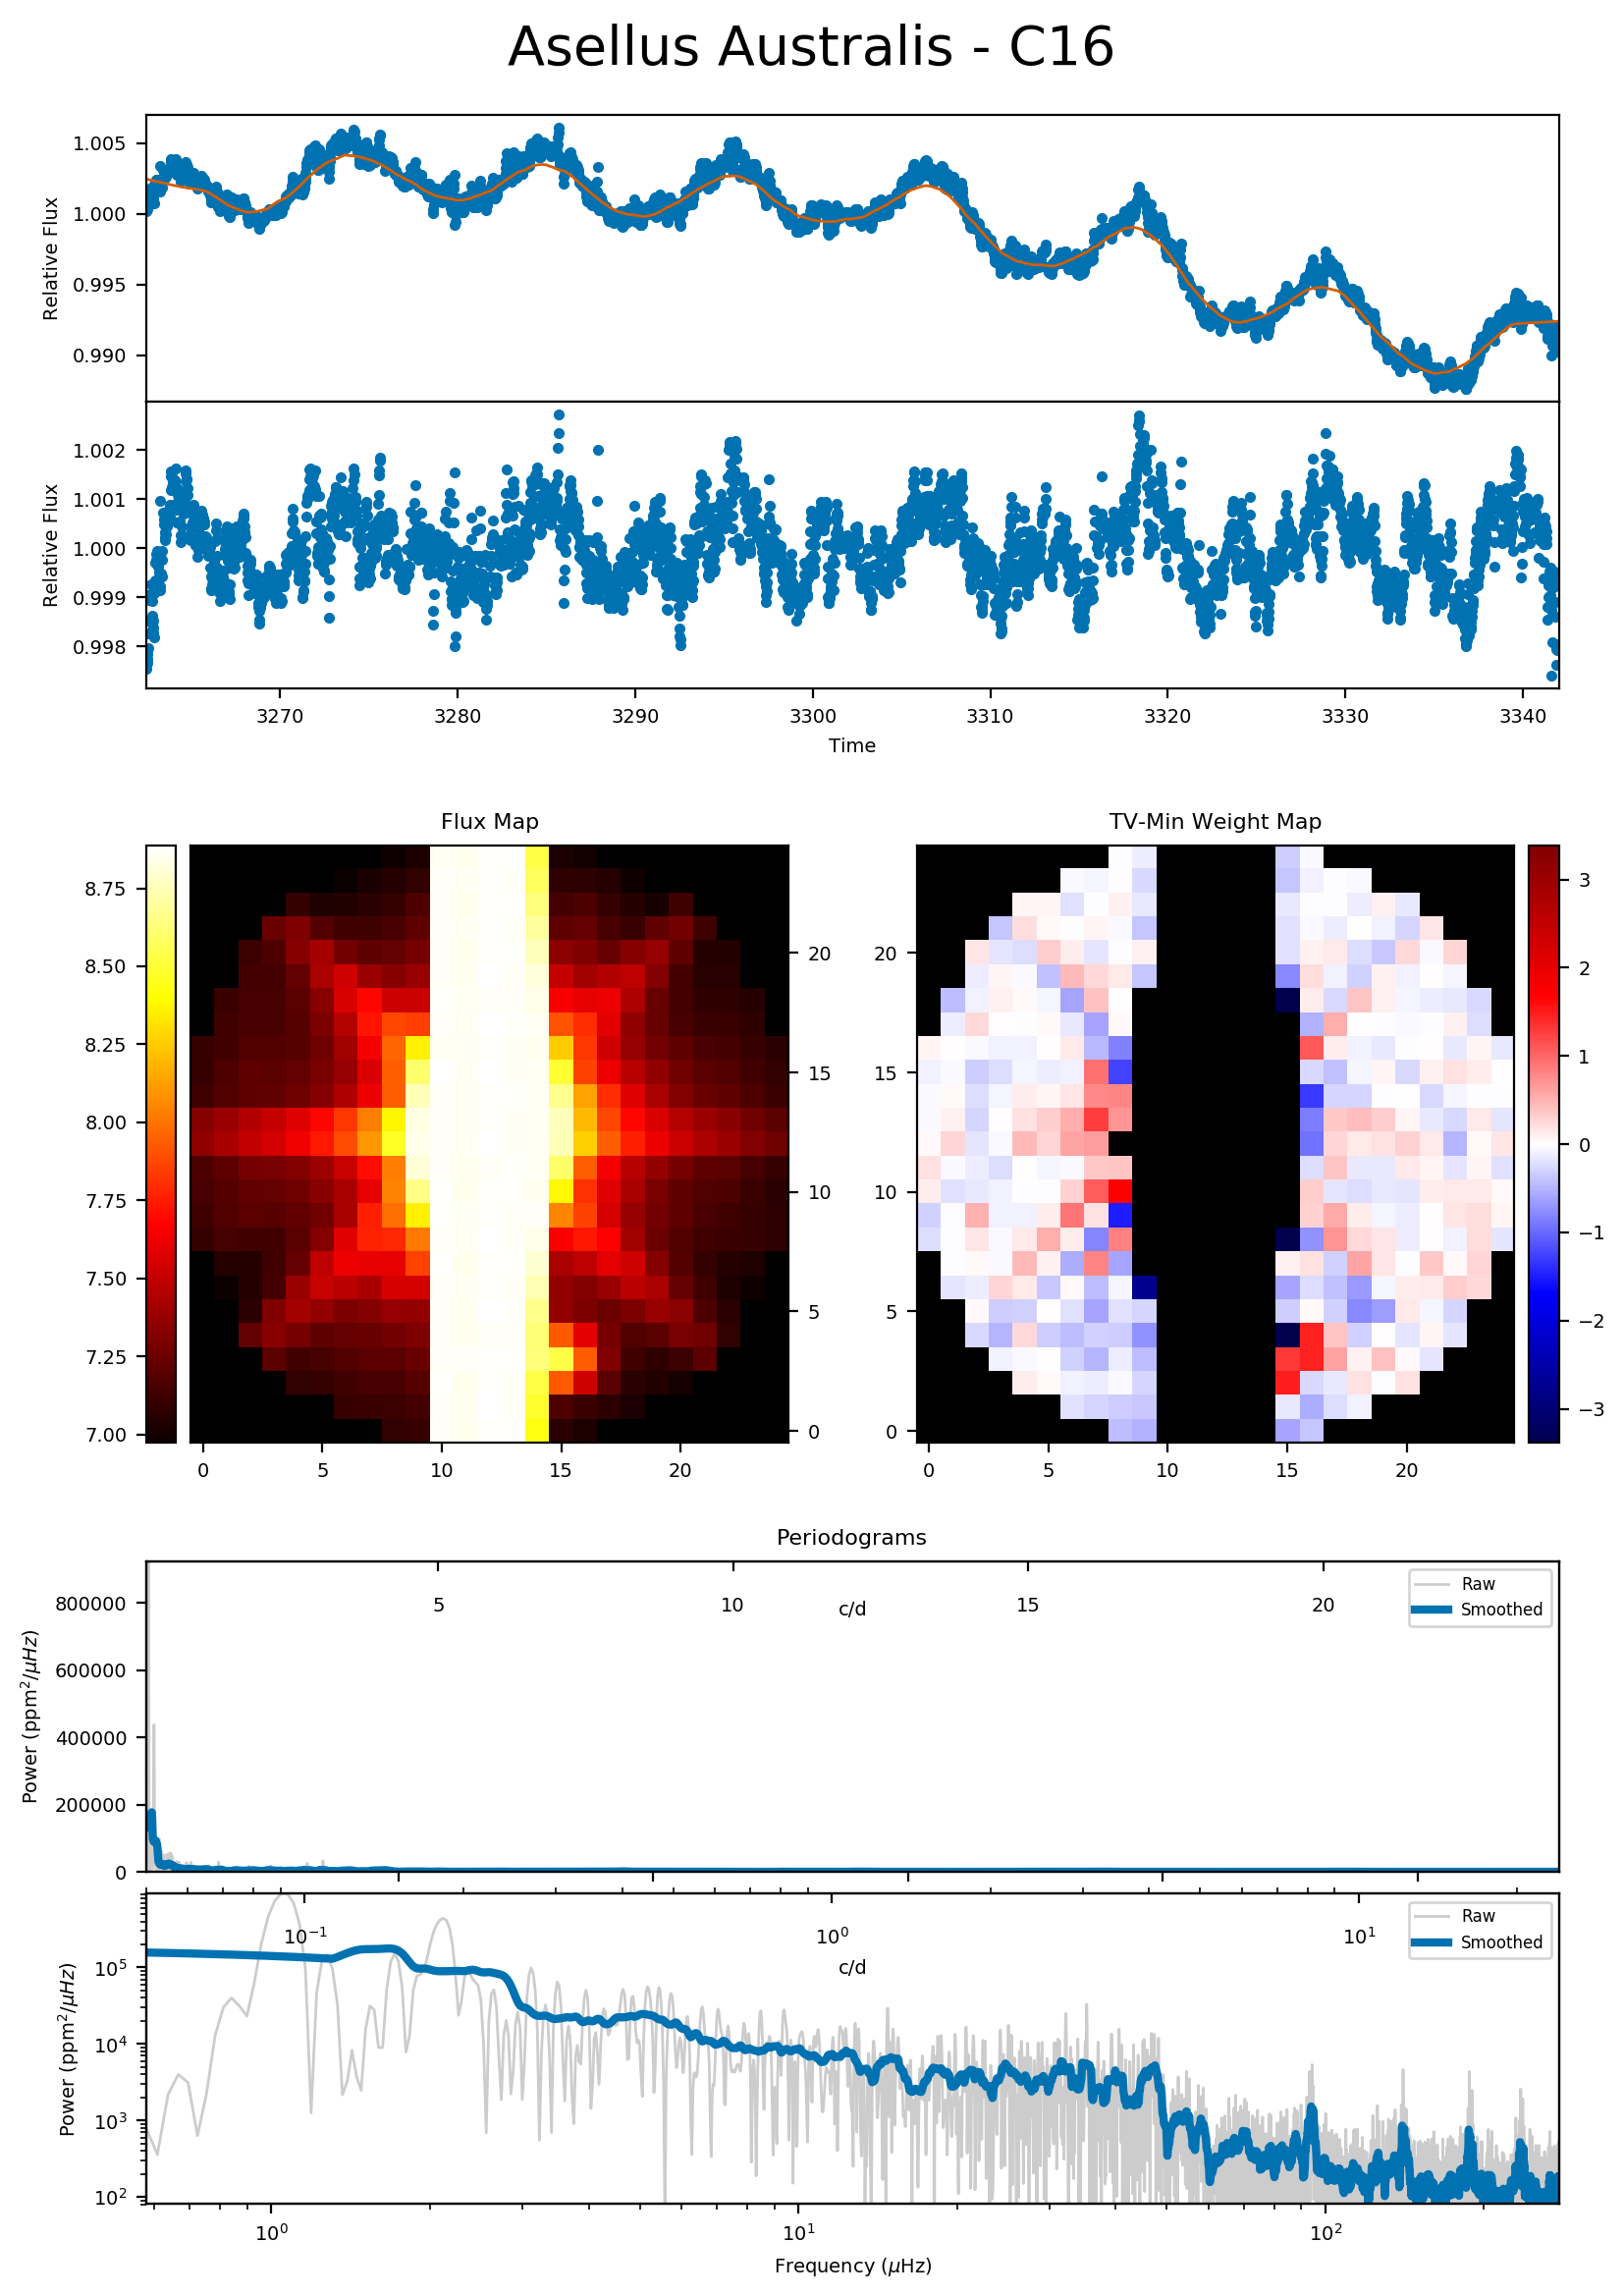 Asellus Australis - C16
1.005
1.000
0.995
0.990
Relative Flux
1.002
1.001
1.000
0.999
0.998
Relative Flux
3270 3280 3290 3300 3310 3320 3330 3340
Time
Flux Map
TV-Min Weight Map
8.75
8.50
8.25
8.00
7.75
7.50
7.25
7.00
20
15
10
5
0
0 5 10 15 20
20
15
10
5
0
0 5 10 15 20
3
2
1
0
−1
−2
−3
Periodograms
800000
600000
400000
200000
0
Power (ppm²/μHz)
5 10 15 20
c/d
Raw
Smoothed
10⁵
10⁴
10³
10²
Power (ppm²/μHz)
10⁻¹ 10⁰ 10¹
c/d
Raw
Smoothed
10⁰ 10¹ 10²
Frequency (μHz)